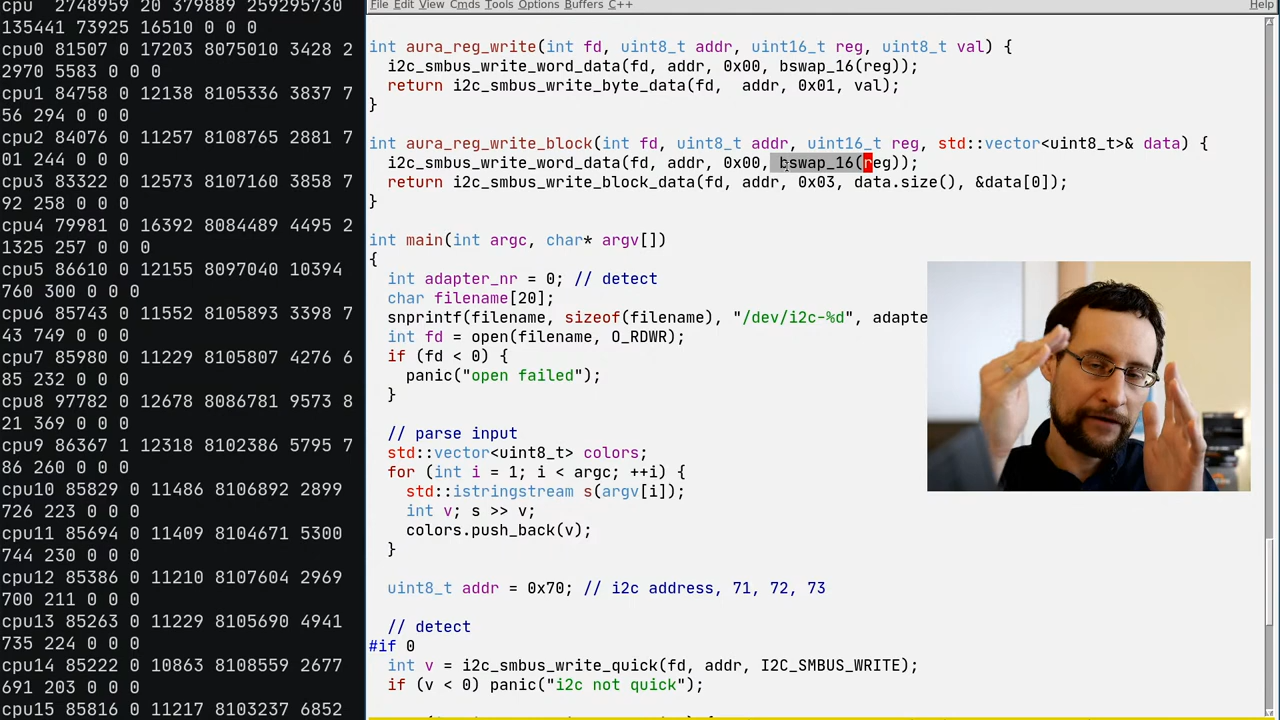 cpu  2748959 20 379889 259295730
135441 73925 16510 0 0 0
cpu0 81507 0 17203 8075010 3428 2
2970 5583 0 0 0
cpu1 84758 0 12138 8105336 3837 7
56 294 0 0 0
cpu2 84076 0 11257 8108765 2881 7
01 244 0 0 0
cpu3 83292 0 12573 8107160 3858 7
92 258 0 0 0
cpu4 79981 0 16392 8084489 4495 2
1325 257 0 0 0
cpu5 86610 0 12155 8097040 10394
760 300 0 0 0
cpu6 85743 0 11552 8105893 3398 7
43 749 0 0 0
cpu7 85980 0 11229 8105807 4276 6
85 232 0 0 0
cpu8 97782 0 12678 8086781 9573 8
21 369 0 0 0
cpu9 86367 1 12318 8102386 5795 7
86 260 0 0 0
cpu10 85829 0 11486 8106892 2899
726 223 0 0 0
cpu11 85694 0 11409 8104671 5300
744 230 0 0 0
cpu12 85386 0 11210 8107604 2969
700 211 0 0 0
cpu13 85263 0 11229 8105690 4941
735 224 0 0 0
cpu14 85222 0 10863 8108559 2677
691 203 0 0 0
cpu15 85816 0 11217 8103237 6852
File Edit View Cmds Tools Options Buffers C++ Help
int aura_reg_write(int fd, uint8_t addr, uint16_t reg, uint8_t val) {
  i2c_smbus_write_word_data(fd, addr, 0x00, bswap_16(reg));
  return i2c_smbus_write_byte_data(fd,  addr, 0x01, val);
}
int aura_reg_write_block(int fd, uint8_t addr, uint16_t reg, std::vector<uint8_t>& data) {
  i2c_smbus_write_word_data(fd, addr, 0x00, bswap_16(reg));
  return i2c_smbus_write_block_data(fd, addr, 0x03, data.size(), &data[0]);
}
int main(int argc, char* argv[])
{
  int adapter_nr = 0; // detect
  char filename[20];
  snprintf(filename, sizeof(filename), "/dev/i2c-%d", adapte
  int fd = open(filename, O_RDWR);
  if (fd < 0) {
    panic("open failed");
  }
  // parse input
  std::vector<uint8_t> colors;
  for (int i = 1; i < argc; ++i) {
    std::istringstream s(argv[i]);
    int v; s >> v;
    colors.push_back(v);
  }
  uint8_t addr = 0x70; // i2c address, 71, 72, 73
  // detect
#if 0
  int v = i2c_smbus_write_quick(fd, addr, I2C_SMBUS_WRITE);
  if (v < 0) panic("i2c not quick");